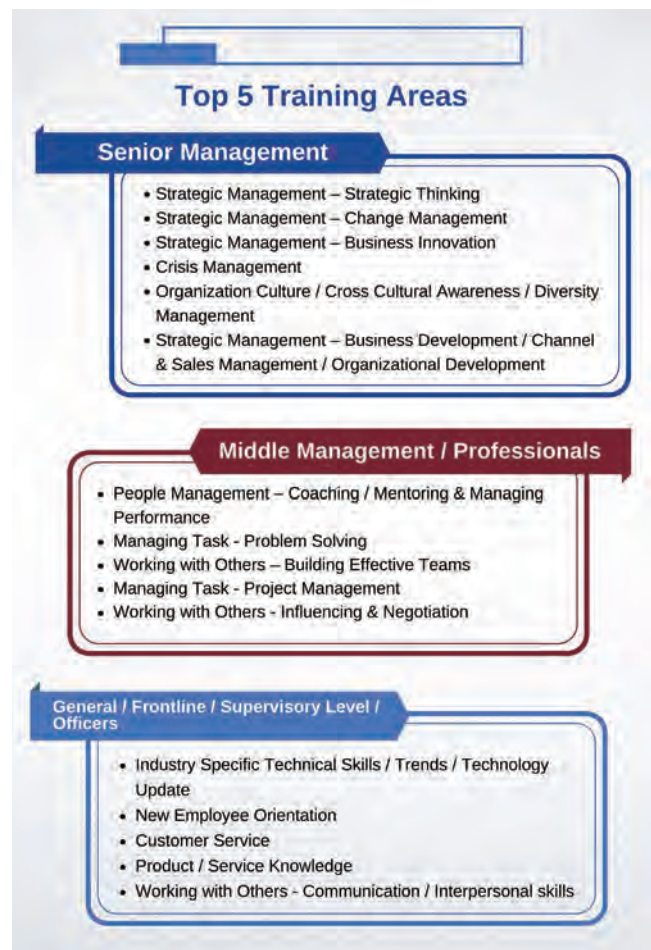 Top 5 Training Areas
Senior Management
• Strategic Management – Strategic Thinking
• Strategic Management – Change Management
• Strategic Management – Business Innovation
• Crisis Management
• Organization Culture / Cross Cultural Awareness / Diversity
Management
• Strategic Management – Business Development / Channel
& Sales Management / Organizational Development
Middle Management / Professionals
• People Management – Coaching / Mentoring & Managing
Performance
• Managing Task - Problem Solving
• Working with Others – Building Effective Teams
• Managing Task - Project Management
• Working with Others - Influencing & Negotiation
General / Frontline / Supervisory Level /
Officers
• Industry Specific Technical Skills / Trends / Technology
Update
• New Employee Orientation
• Customer Service
• Product / Service Knowledge
• Working with Others - Communication / Interpersonal skills